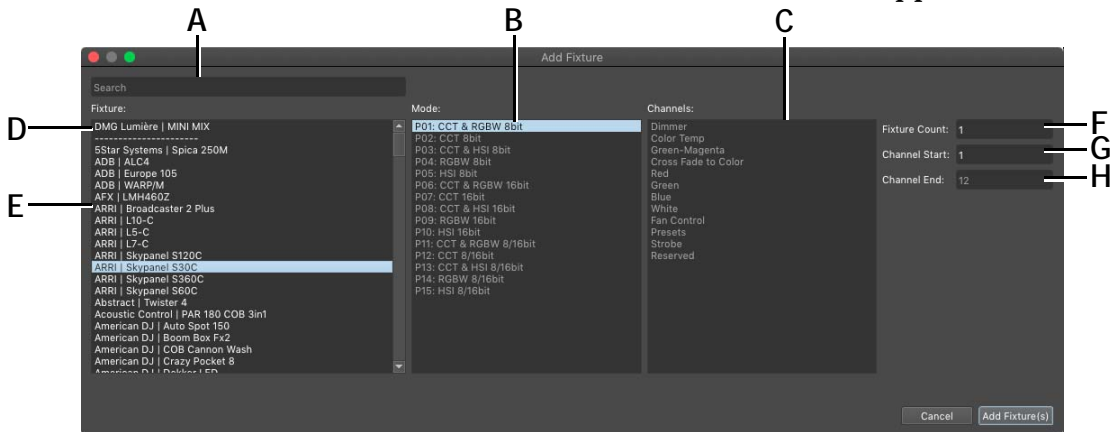 A
B
C
Add Fixture
Search
Fixture:
Mode:
Channels:
D
DMG Lumière | MINI MIX
----------------------
5Star Systems | Spica 250M
ADB | ALC4
ADB | Europe 105
ADB | WARP/M
AFX | LMH460Z
E
ARRI | Broadcaster 2 Plus
ARRI | L10-C
ARRI | L5-C
ARRI | L7-C
ARRI | Skypanel S120C
ARRI | Skypanel S30C
ARRI | Skypanel S360C
ARRI | Skypanel S60C
Abstract | Twister 4
Acoustic Control | PAR 180 COB 3in1
American DJ | Auto Spot 150
American DJ | Boom Box Fx2
American DJ | COB Cannon Wash
American DJ | Crazy Pocket 8
American DJ | Dekker LED
P01: CCT & RGBW 8bit
P02: CCT 8bit
P03: CCT & HSI 8bit
P04: RGBW 8bit
P05: HSI 8bit
P06: CCT & RGBW 16bit
P07: CCT 16bit
P08: CCT & HSI 16bit
P09: RGBW 16bit
P10: HSI 16bit
P11: CCT & RGBW 8/16bit
P12: CCT 8/16bit
P13: CCT & HSI 8/16bit
P14: RGBW 8/16bit
P15: HSI 8/16bit
Dimmer
Color Temp
Green-Magenta
Cross Fade to Color
Red
Green
Blue
White
Fan Control
Presets
Strobe
Reserved
Fixture Count: 1
F
Channel Start: 1
G
Channel End: 12
H
Cancel
Add Fixture(s)